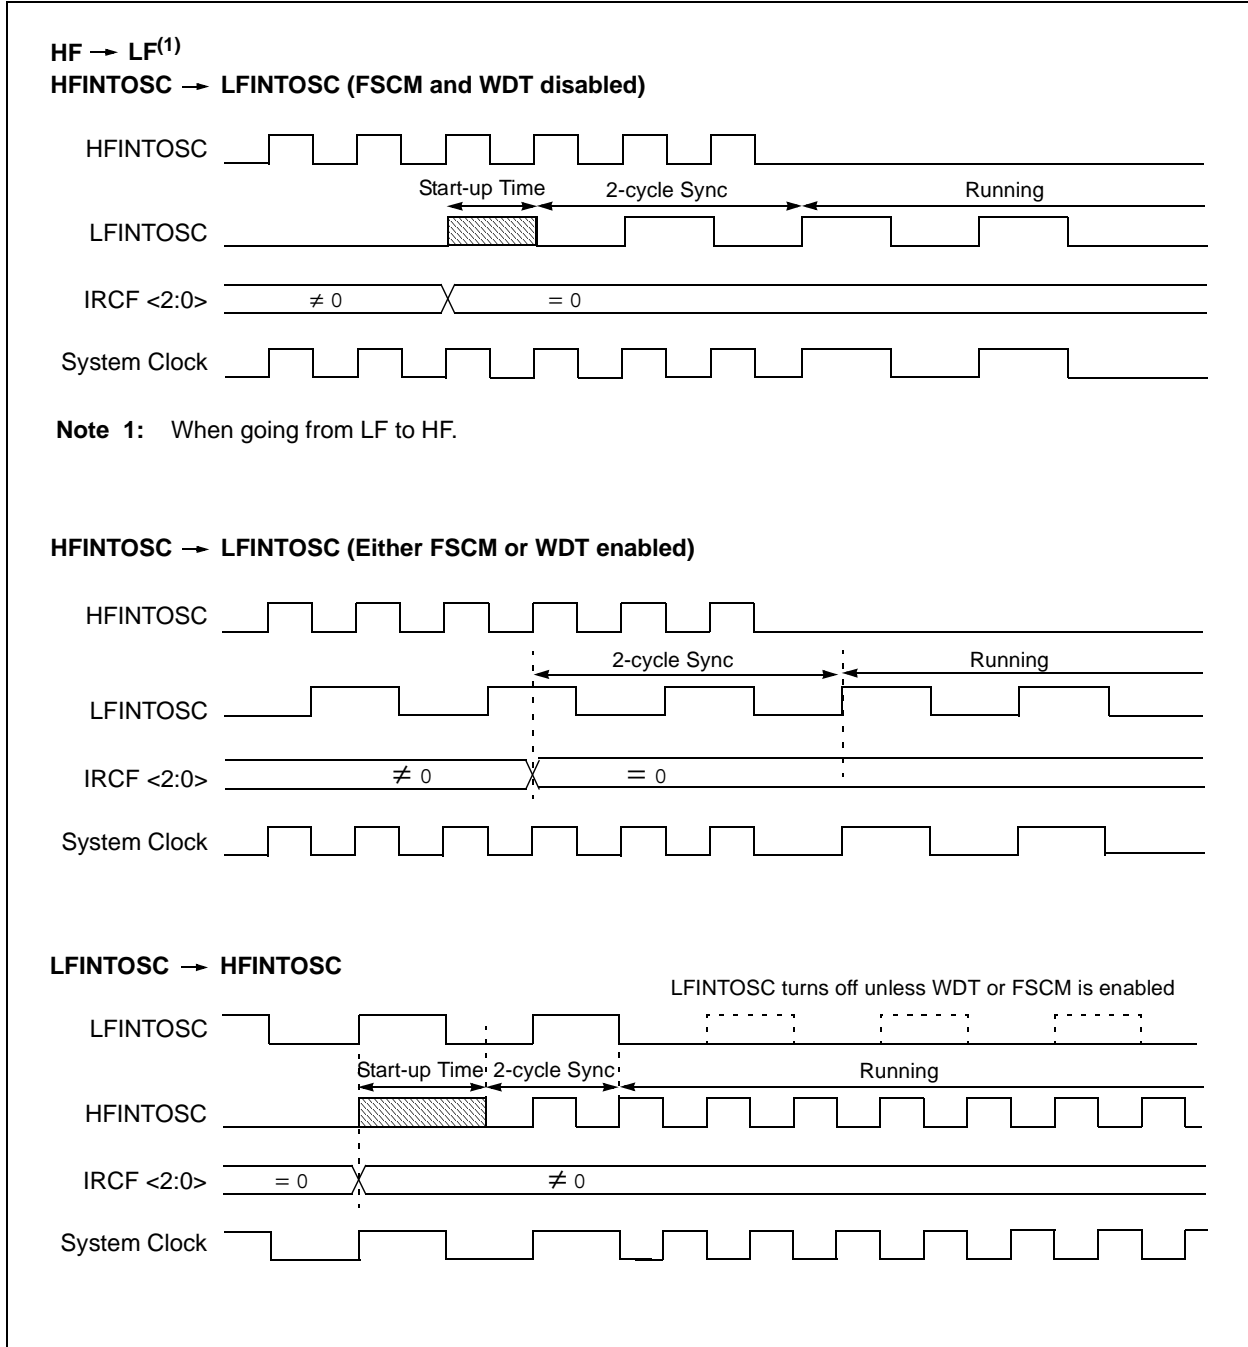 HF → LF(1)
HFINTOSC → LFINTOSC (FSCM and WDT disabled)
HFINTOSC
Start-up Time 2-cycle Sync Running
LFINTOSC
IRCF <2:0> ≠ 0 = 0
System Clock
Note 1: When going from LF to HF.
HFINTOSC → LFINTOSC (Either FSCM or WDT enabled)
HFINTOSC
2-cycle Sync Running
LFINTOSC
IRCF <2:0> ≠ 0 = 0
System Clock
LFINTOSC → HFINTOSC
LFINTOSC turns off unless WDT or FSCM is enabled
LFINTOSC
Start-up Time 2-cycle Sync Running
HFINTOSC
IRCF <2:0> = 0 ≠ 0
System Clock